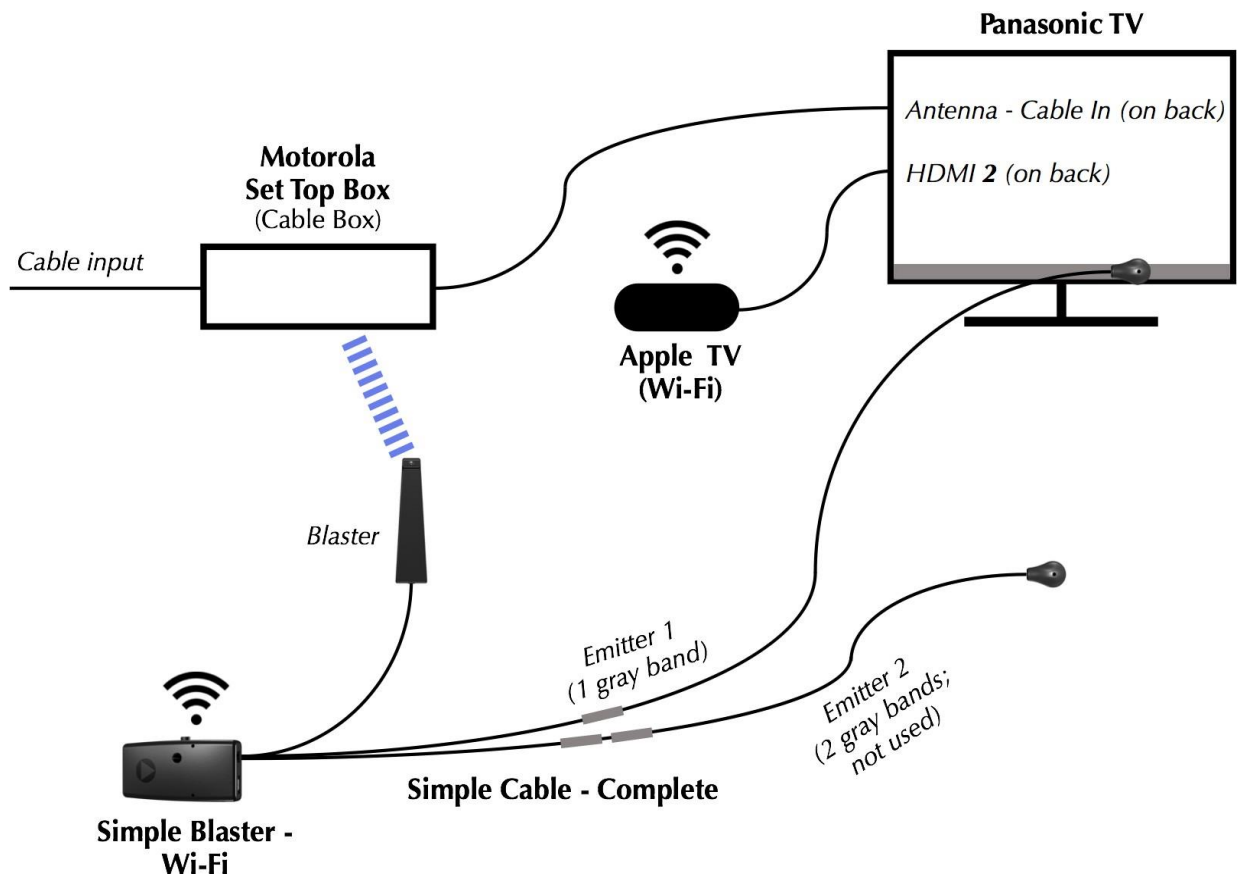 Panasonic TV
Antenna - Cable In (on back)
HDMI 2 (on back)
Motorola
Set Top Box
(Cable Box)
Cable input
Apple TV
(Wi-Fi)
Blaster
Emitter 1
(1 gray band)
Emitter 2
(2 gray bands;
not used)
Simple Cable - Complete
Simple Blaster -
Wi-Fi